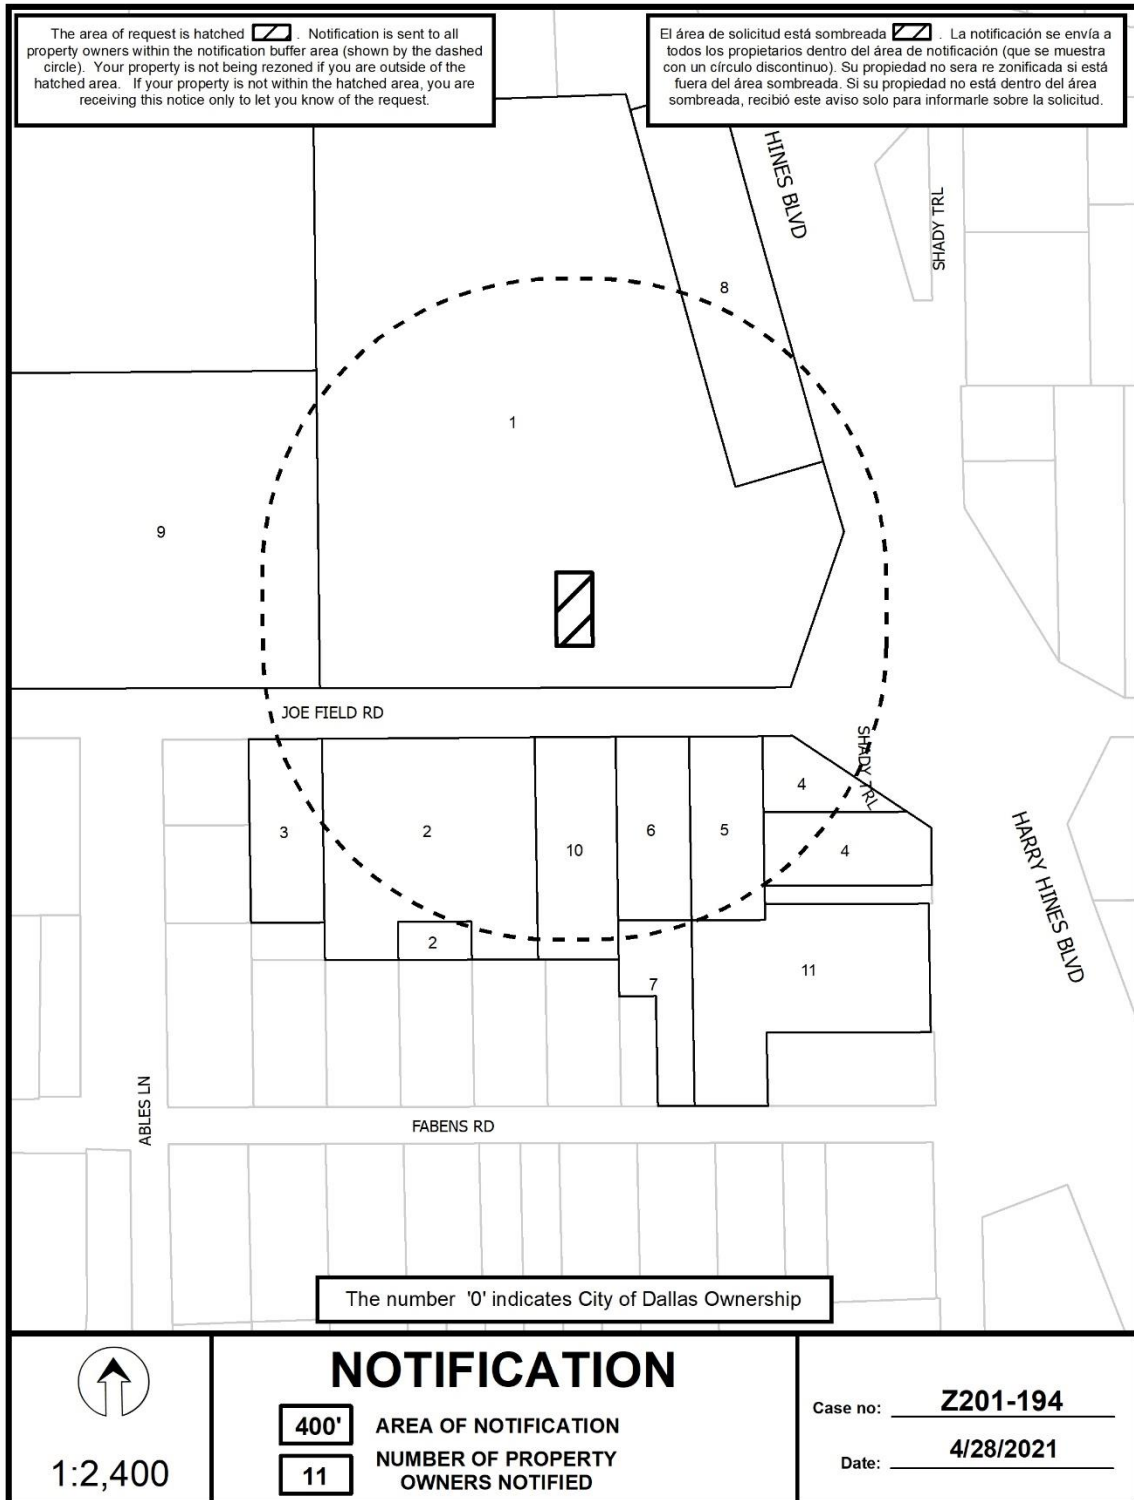 The area of request is hatched . Notification is sent to all
property owners within the notification buffer area (shown by the dashed
circle). Your property is not being rezoned if you are outside of the
hatched area. If your property is not within the hatched area, you are
receiving this notice only to let you know of the request.
El área de solicitud está sombreada . La notificación se envía a
todos los propietarios dentro del área de notificación (que se muestra
con un círculo discontinuo). Su propiedad no sera re zonificada si está
fuera del área sombreada. Si su propiedad no está dentro del área
sombreada, recibió este aviso solo para informarle sobre la solicitud.
HINES BLVD
SHADY TRL
8
1
9
JOE FIELD RD
SHADY TRL
4
3
2
10
6
5
4
HARRY HINES BLVD
2
7
11
ABLES LN
FABENS RD
The number '0' indicates City of Dallas Ownership
1:2,400
NOTIFICATION
400' AREA OF NOTIFICATION
11 NUMBER OF PROPERTY
OWNERS NOTIFIED
Case no: Z201-194
Date: 4/28/2021